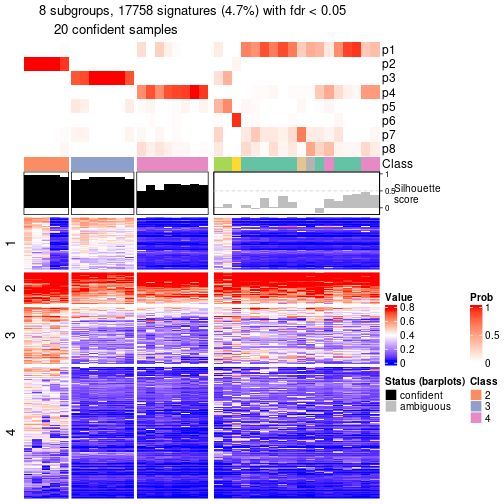 8 subgroups, 17758 signatures (4.7%) with fdr < 0.05
20 confident samples
p1
p2
p3
p4
p5
p6
p7
p8
Class
1
0.5
0
Silhouette
score
1
2
3
4
Value
0.8
0.6
0.4
0.2
0
Prob
1
0.5
0
Status (barplots)
confident
ambiguous
Class
2
3
4